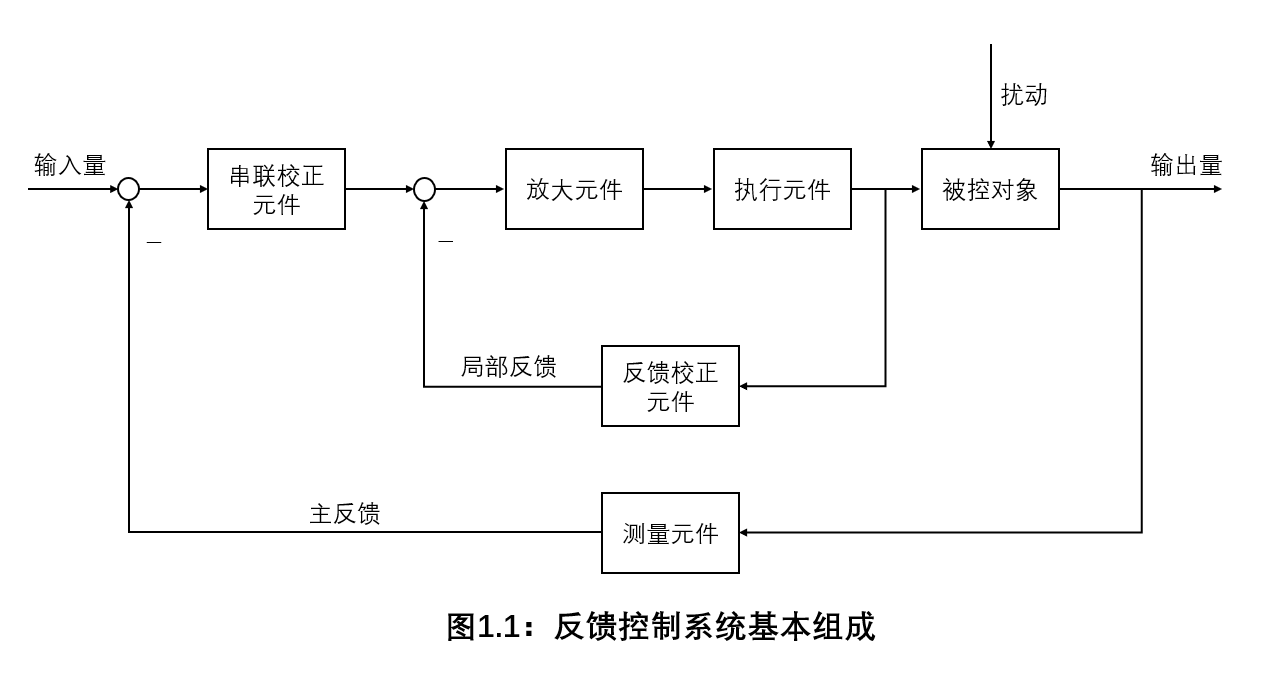 扰动
输入量
串联校正
元件
放大元件
执行元件
被控对象
输出量
–
–
局部反馈
反馈校正
元件
主反馈
测量元件
图1.1：反馈控制系统基本组成